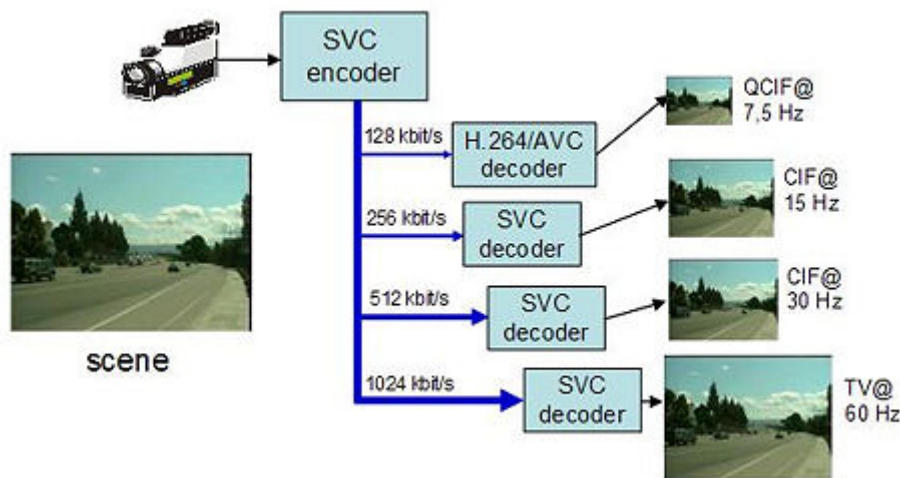 SVC
encoder
128 kbit/s
H.264/AVC
decoder
QCIF@
7,5 Hz
256 kbit/s
SVC
decoder
CIF@
15 Hz
512 kbit/s
SVC
decoder
CIF@
30 Hz
scene
1024 kbit/s
SVC
decoder
TV@
60 Hz